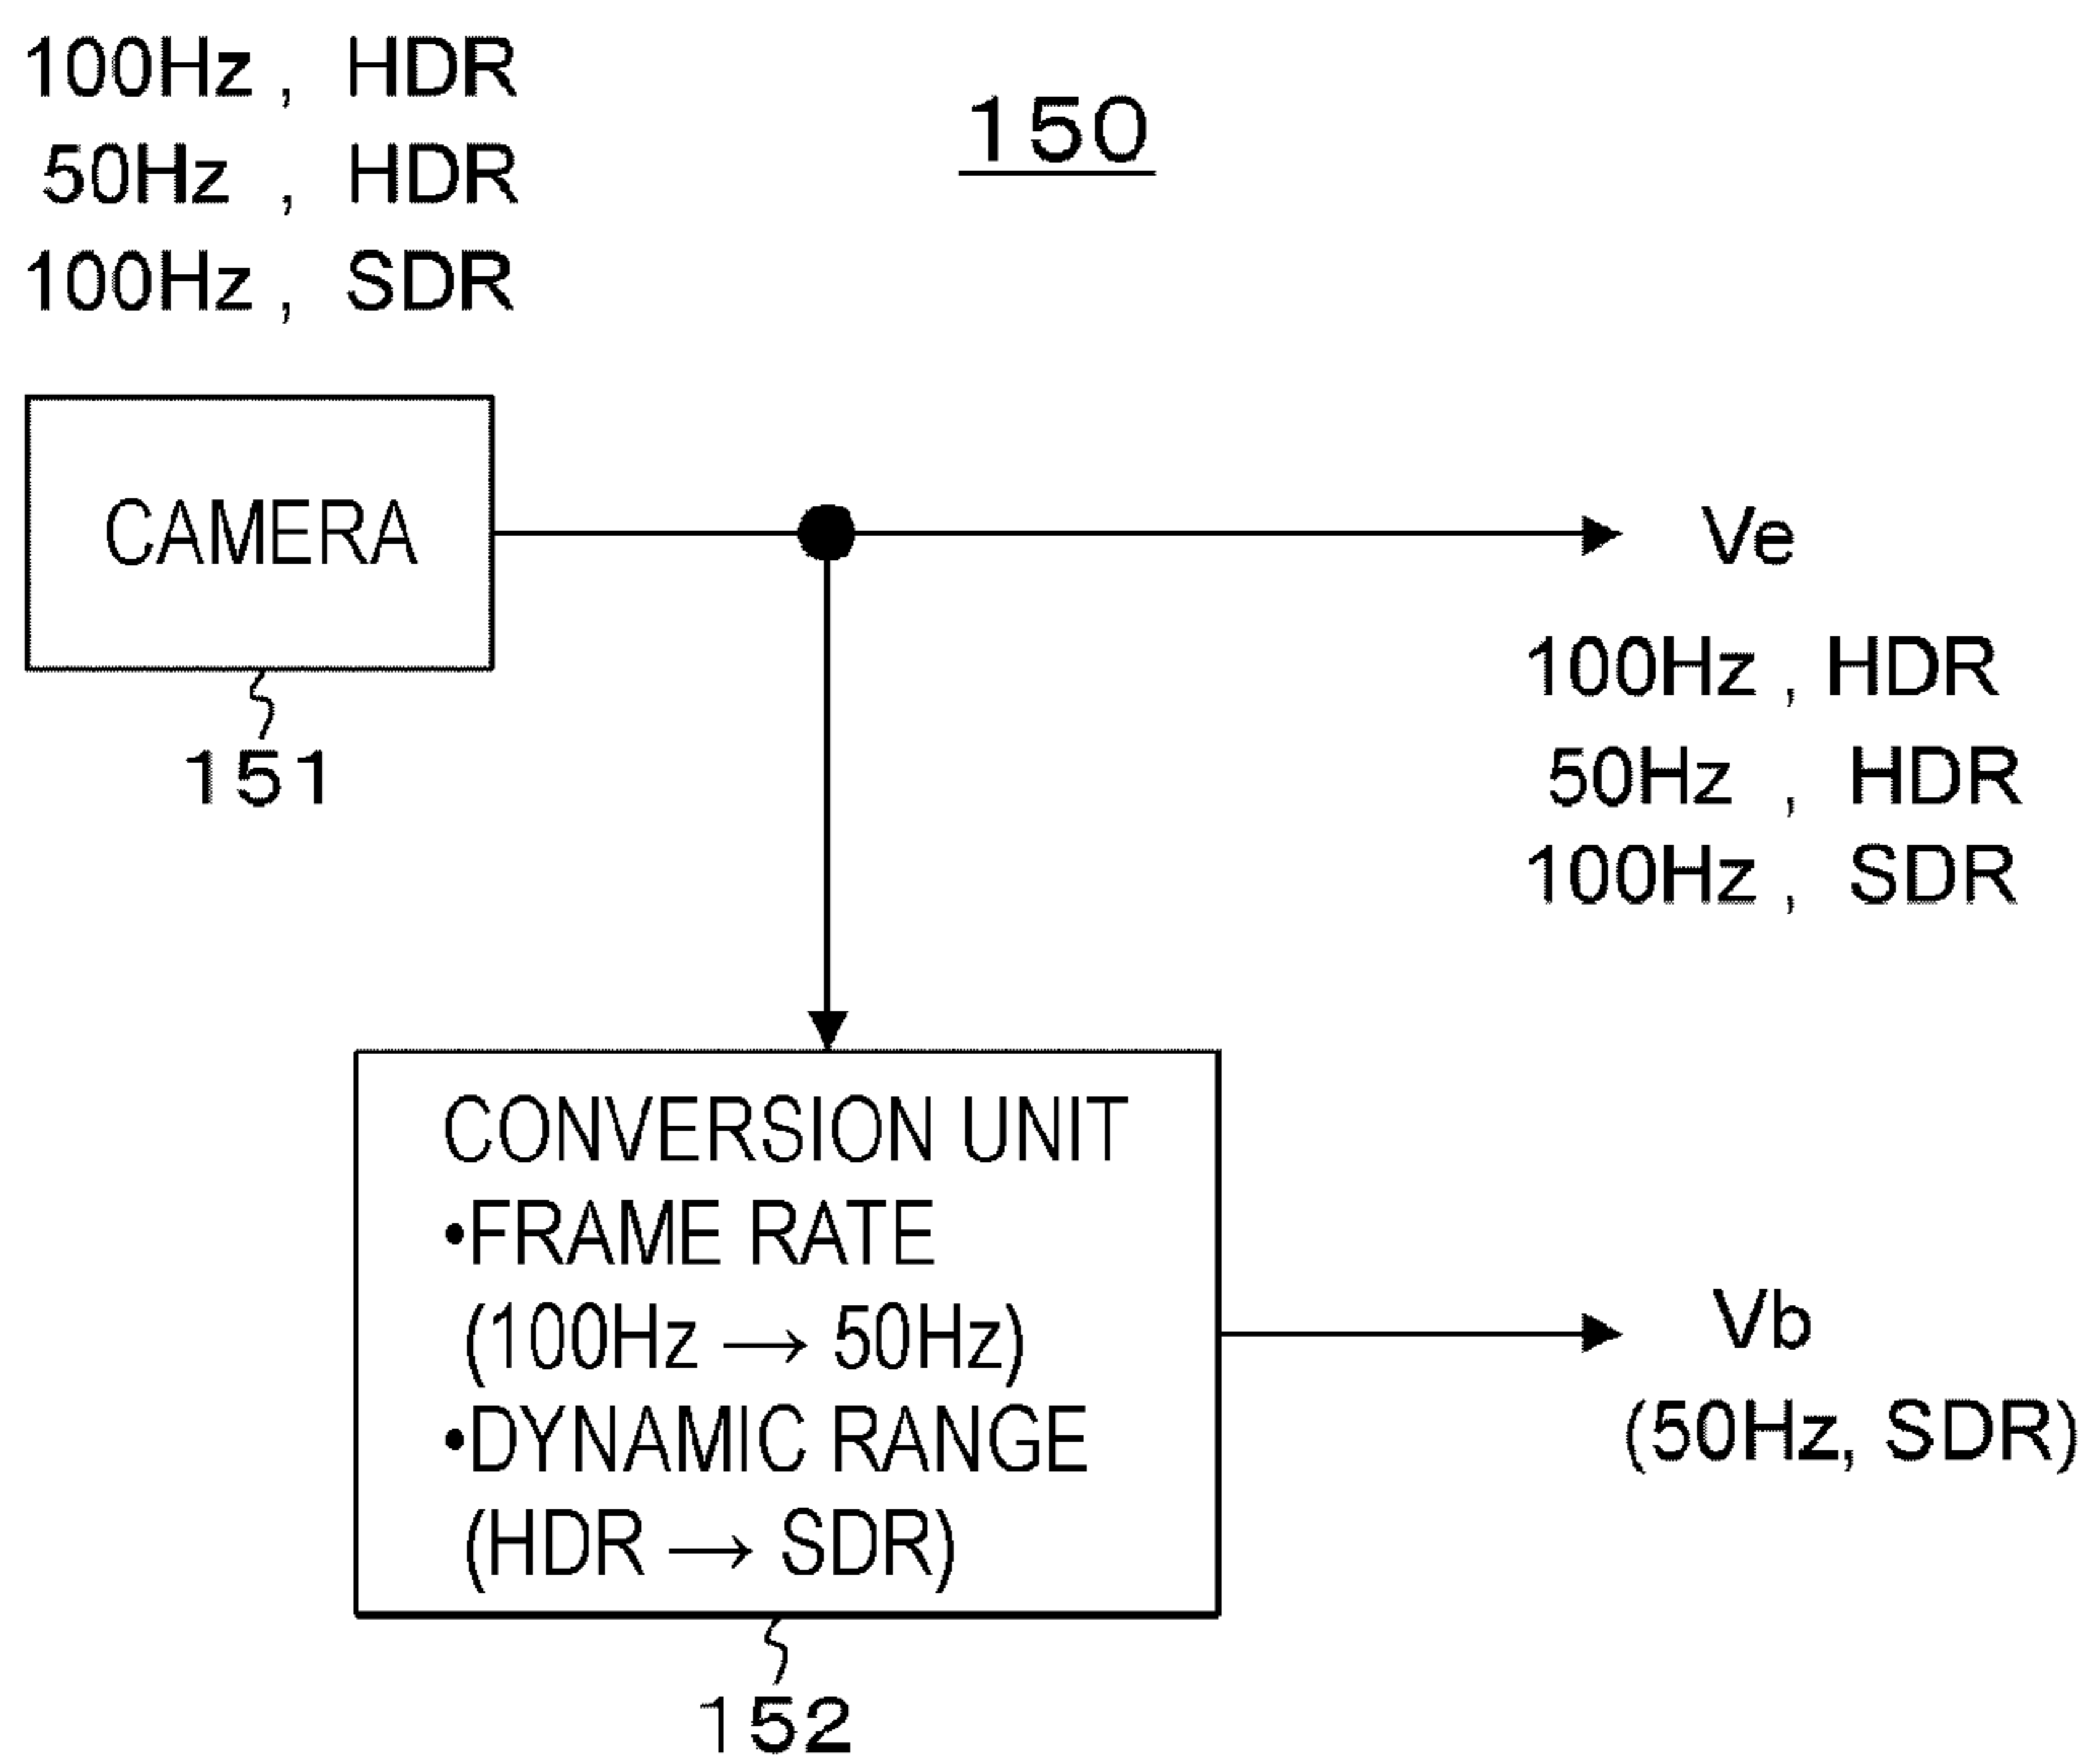 100Hz , HDR
50Hz , HDR
100Hz , SDR
150
CAMERA
151
Ve
100Hz , HDR
50Hz , HDR
100Hz , SDR
CONVERSION UNIT
•FRAME RATE
(100Hz → 50Hz)
•DYNAMIC RANGE
(HDR → SDR)
152
Vb
(50Hz, SDR)